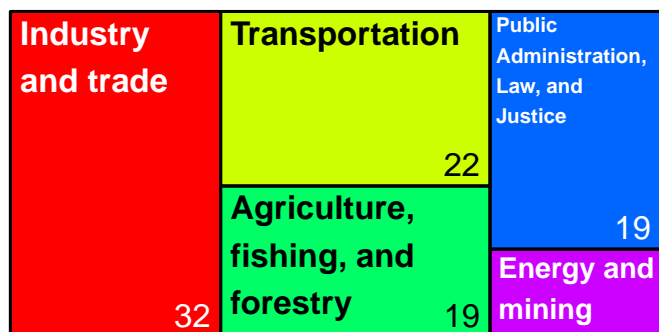 Industry
and trade
32
Transportation
22
Agriculture,
fishing, and
forestry
19
Public
Administration,
Law, and
Justice
19
Energy and
mining